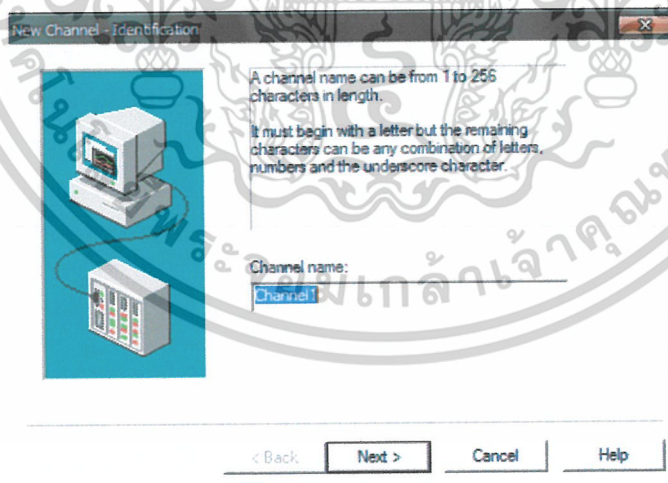 New Channel - Identification
A channel name can be from 1 to 256
characters in length.
It must begin with a letter but the remaining
characters can be any combination of letters,
numbers and the underscore character.
Channel name:
Channel1
< Back
Next >
Cancel
Help